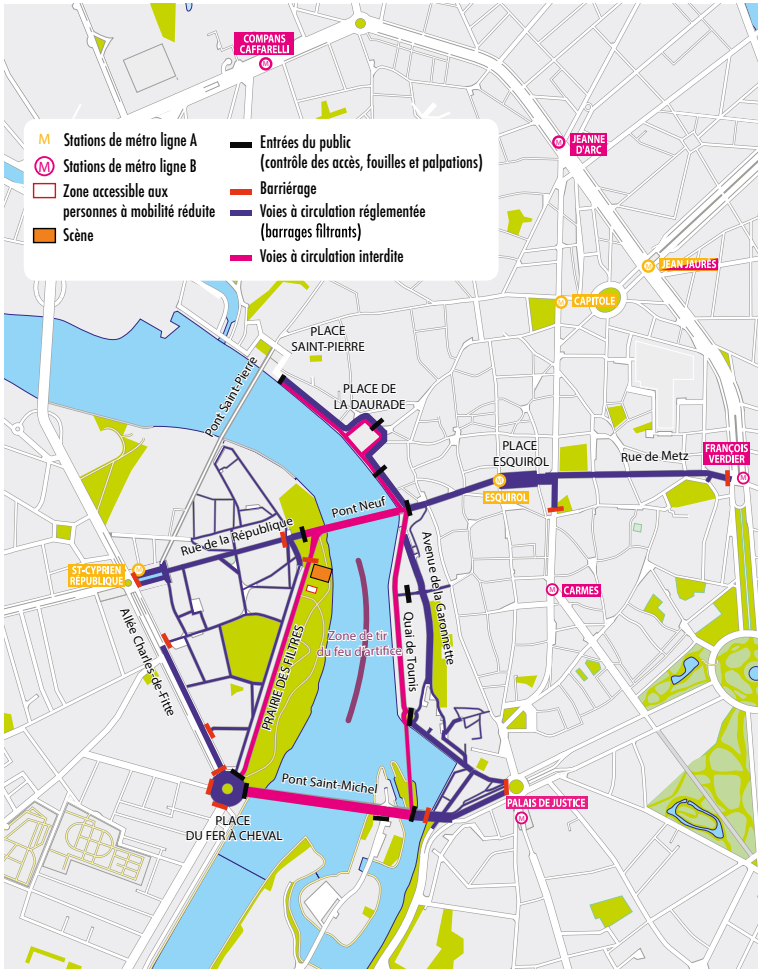 COMPANS
CAFFARELLI
M
M Stations de métro ligne A
M Stations de métro ligne B
Zone accessible aux
personnes à mobilité réduite
Scène
Entrées du public
(contrôle des accès, fouilles et palpations)
Barriérage
Voies à circulation réglementée
(barrages filtrants)
Voies à circulation interdite
M JEANNE
D'ARC
M JEAN JAURÈS
M CAPITOLE
PLACE
SAINT-PIERRE
Pont Saint-Pierre
PLACE DE
LA DAURADE
PLACE
ESQUIROL
Rue de Metz
FRANÇOIS
VERDIER
M
M
ESQUIROL
Pont Neuf
Rue de la République
ST-CYPRIEN
RÉPUBLIQUE
M
Avenue de la Garonnette
M CARMES
Allée Charles-de-Fitte
PRAIRIE DES FILTRES
Zone de tir
du feu d'artifice
Quai de Tounis
Pont Saint-Michel
PALAIS DE JUSTICE
M
PLACE
DU FER À CHEVAL